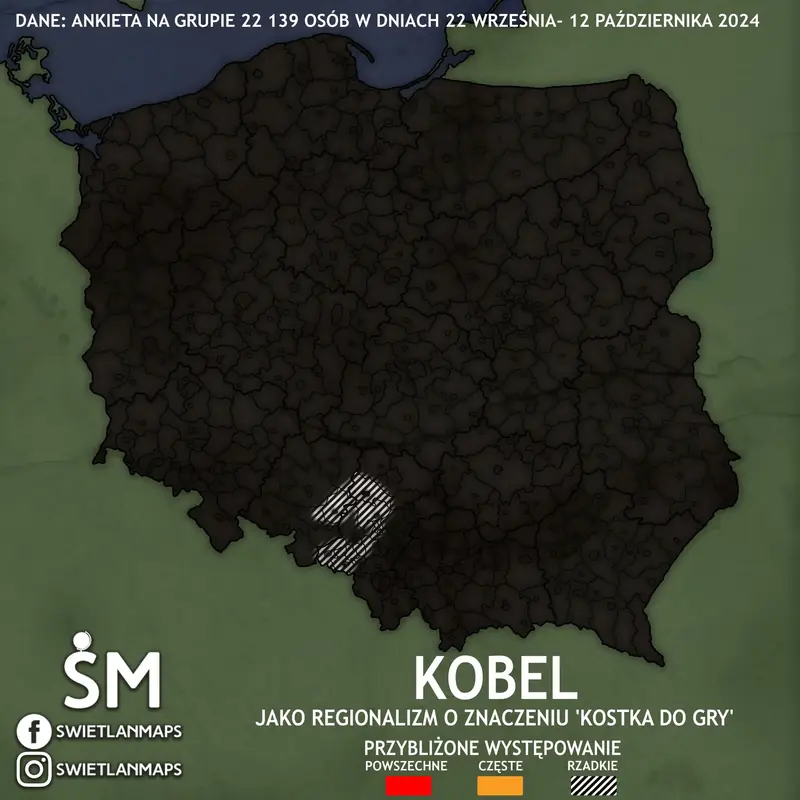 DANE: ANKIETA NA GRUPIE 22 139 OSÓB W DNIACH 22 WRZEŚNIA- 12 PAŹDZIERNIKA 2024
ŚM
SWIETLANMAPS
SWIETLANMAPS
KOBEL
JAKO REGIONALIZM O ZNACZENIU 'KOSTKA DO GRY'
PRZYBLIŻONE WYSTĘPOWANIE
POWSZECHNE CZĘSTE RZADKIE